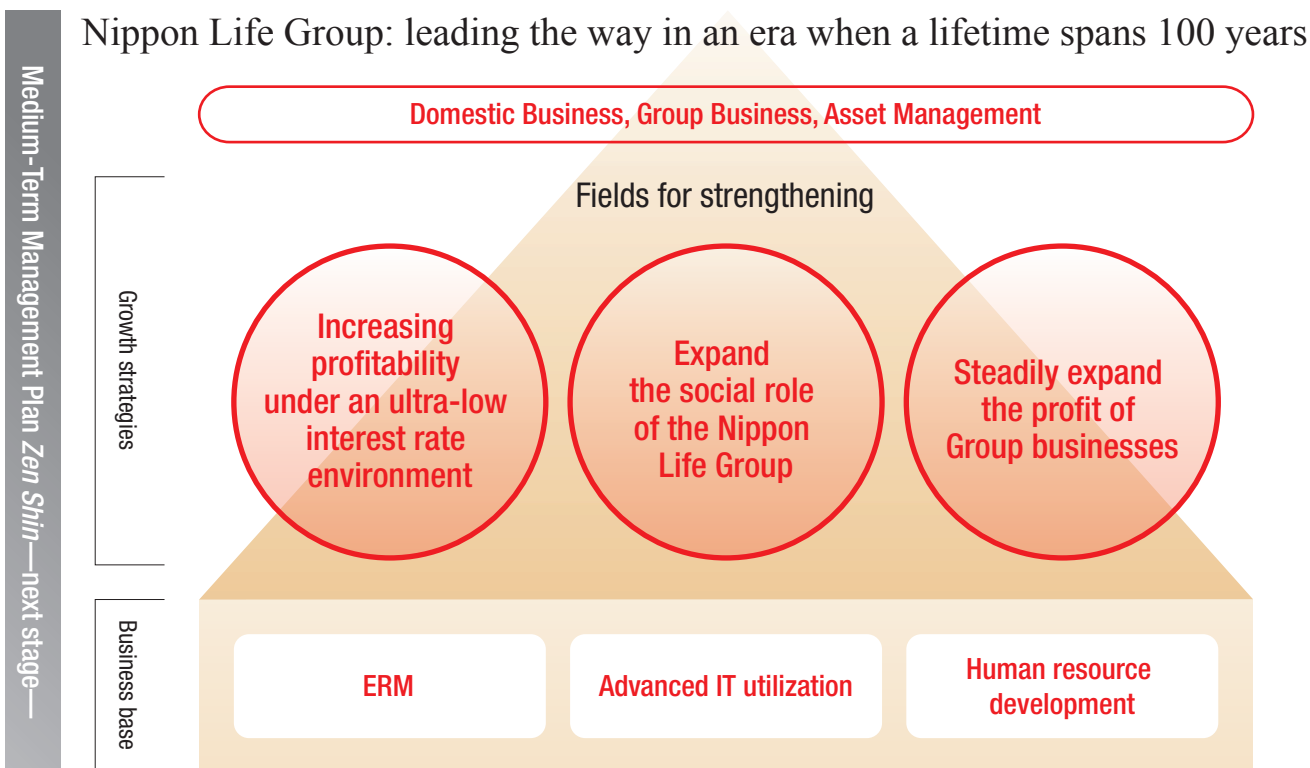 Nippon Life Group: leading the way in an era when a lifetime spans 100 years
Medium-Term Management Plan Zen Shin—next stage—
Domestic Business, Group Business, Asset Management
Growth strategies
Fields for strengthening
Increasing
profitability
under an ultra-low
interest rate
environment
Expand
the social role
of the Nippon
Life Group
Steadily expand
the profit of
Group businesses
Business base
ERM
Advanced IT utilization
Human resource
development